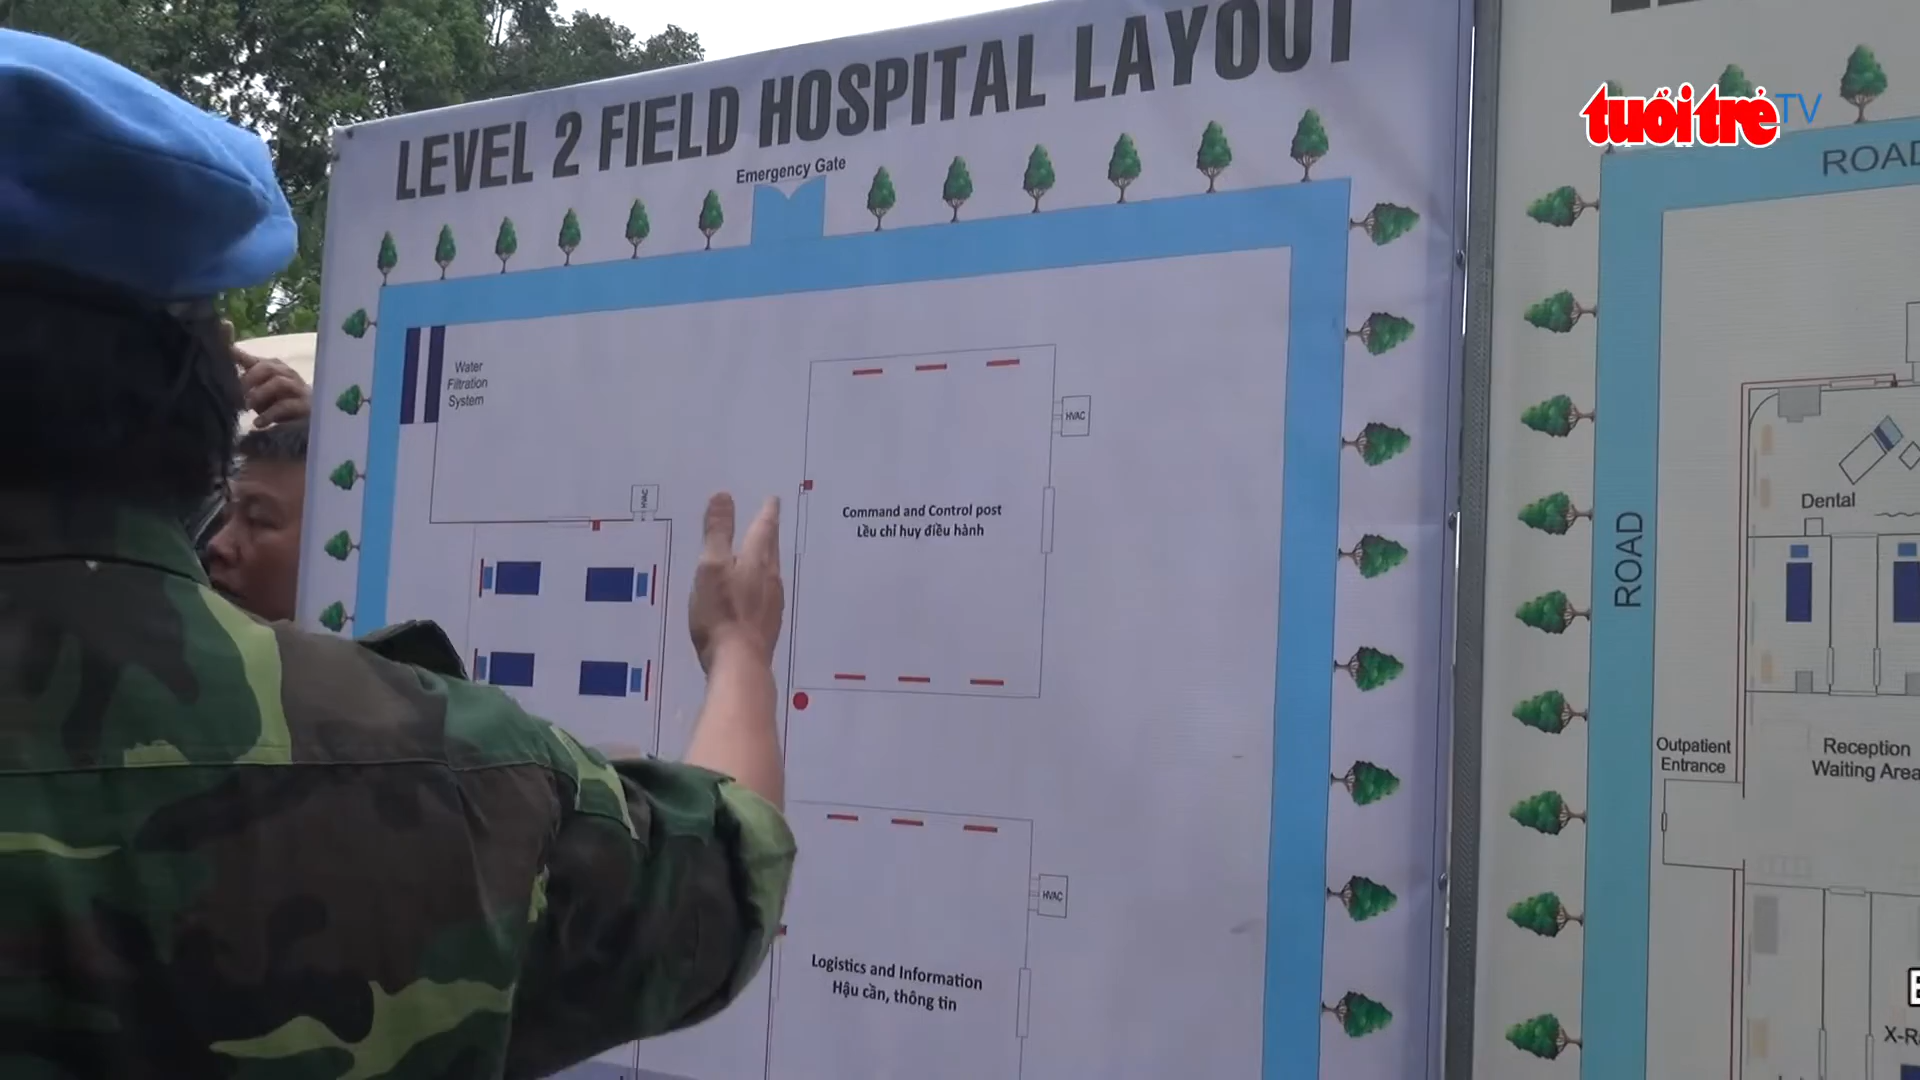 LEVEL 2 FIELD HOSPITAL LAYOUT
Emergency Gate
Water
Filtration
System
HVAC
HVAC
Command and Control post
Lều chỉ huy điều hành
HVAC
Logistics and Information
Hậu cần, thông tin
tuổi trẻ TV
ROAD
ROAD
Dental
Outpatient
Entrance
Reception
Waiting Area